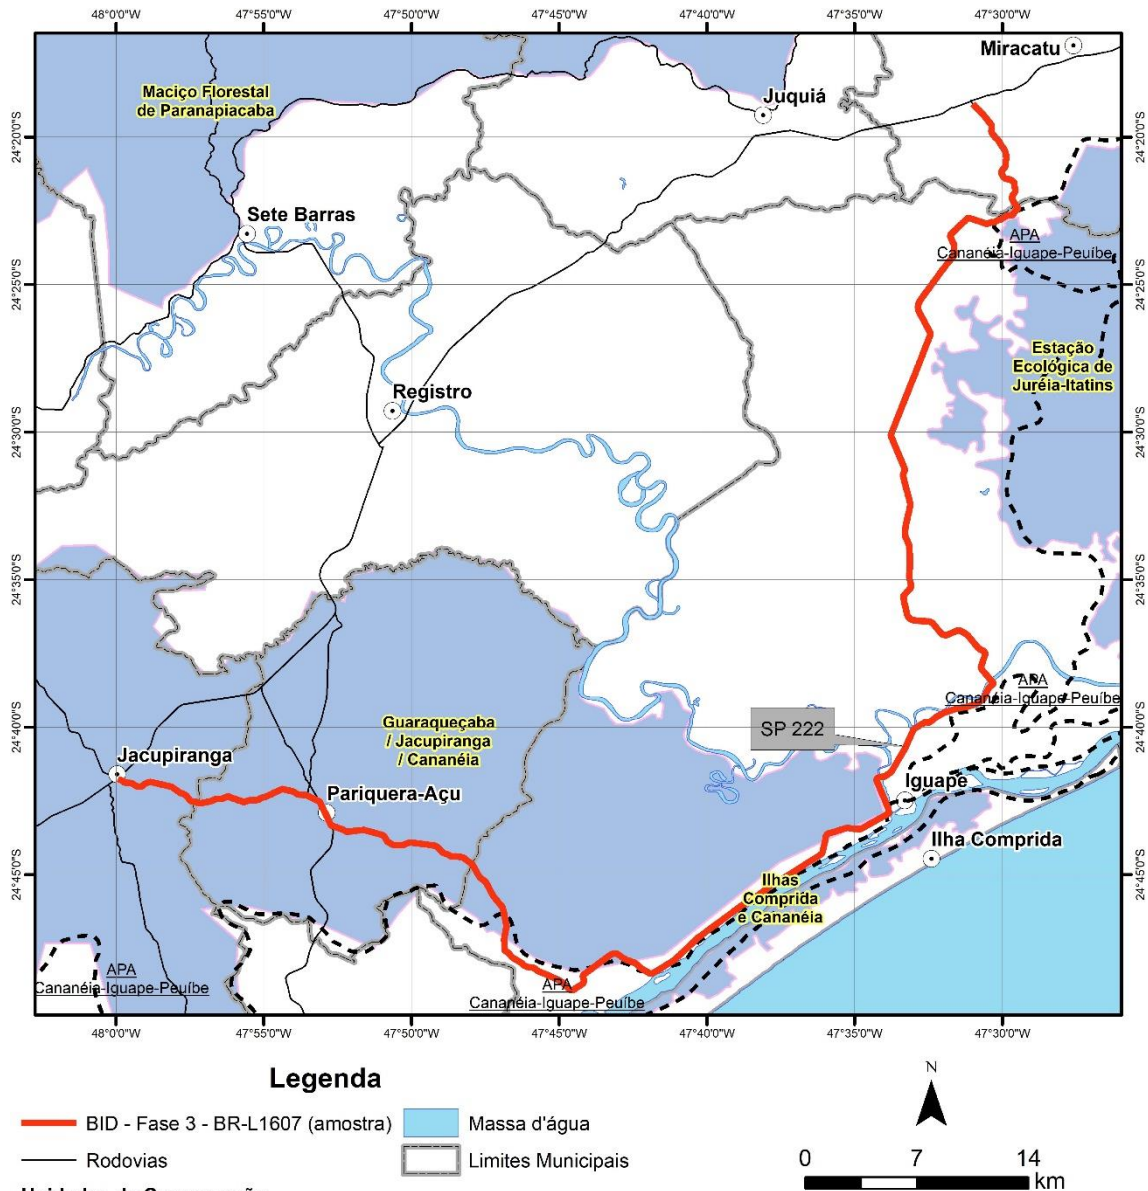 48°0'0"W 47°55'0"W 47°50'0"W 47°45'0"W 47°40'0"W 47°35'0"W 47°30'0"W
Miracatu
Maciço Florestal
de Paranapiacaba
Juquiá
24°20'0"S 24°20'0"S
Sete Barras
APA
Cananéia-Iguape-Peuíbe
24°25'0"S 24°25'0"S
Estação
Ecológica de
Juréia-Itatins
Registro
24°30'0"S 24°30'0"S
24°35'0"S 24°35'0"S
APA
Cananéia-Iguape-Peuíbe
Guaraqueçaba
/ Jacupiranga
/ Cananéia
24°40'0"S 24°40'0"S
SP 222
Jacupiranga
Iguape
Pariquera-Açu
Ilha Comprida
24°45'0"S 24°45'0"S
Ilhas
Comprida
e Cananéia
APA
Cananéia-Iguape-Peuíbe
APA
Cananéia-Iguape-Peuíbe
48°0'0"W 47°55'0"W 47°50'0"W 47°45'0"W 47°40'0"W 47°35'0"W 47°30'0"W
Legenda
N
BID - Fase 3 - BR-L1607 (amostra)
Massa d'água
Rodovias
Limites Municipais
0 7 14
km